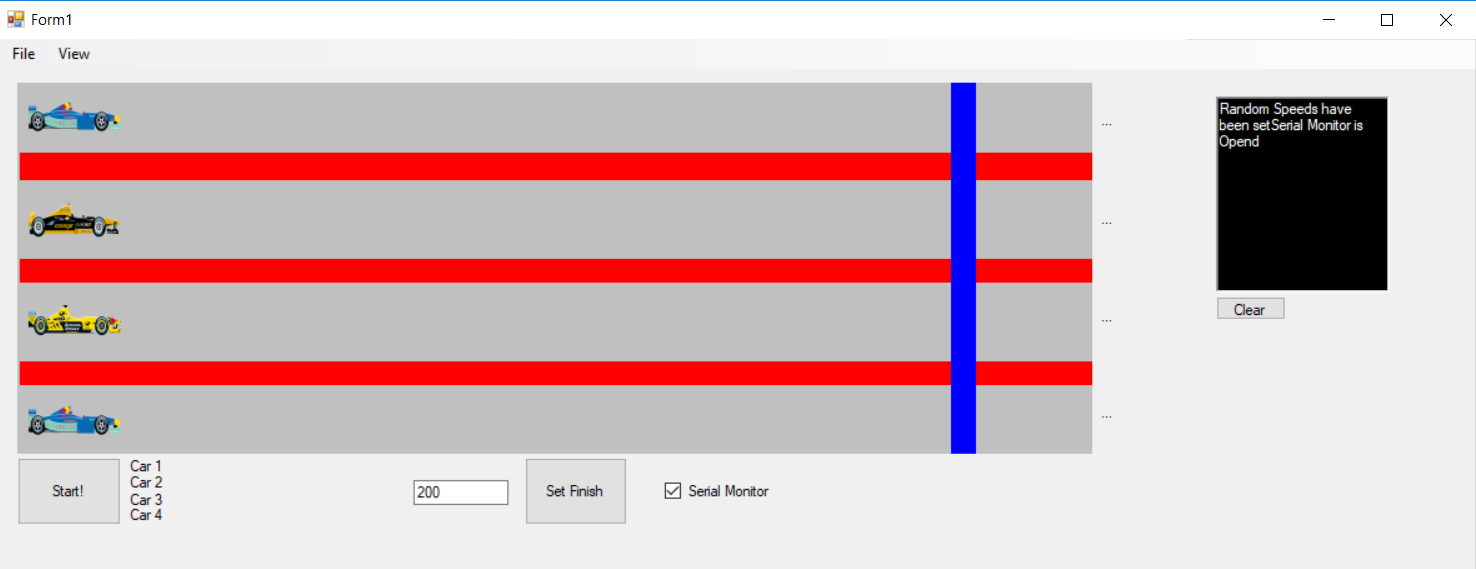 Form1
File View
...
...
...
...
Random Speeds have
been setSerial Monitor is
Opend
Clear
Start!
Car 1
Car 2
Car 3
Car 4
200
Set Finish
Serial Monitor